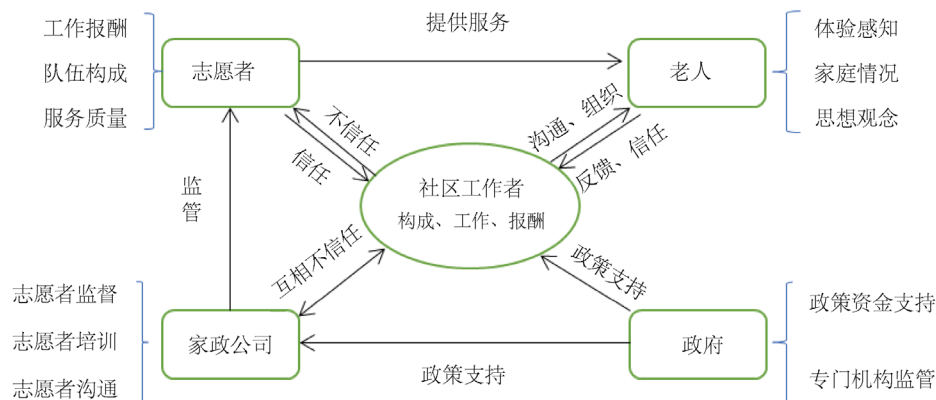 提供服务
工作报酬
队伍构成
服务质量
志愿者
老人
体验感知
家庭情况
思想观念
不信任
信任
沟通、组织
反馈、信任
监管
社区工作者
构成、工作、报酬
互相不信任
政策支持
志愿者监督
志愿者培训
志愿者沟通
家政公司
政府
政策资金支持
专门机构监管
政策支持